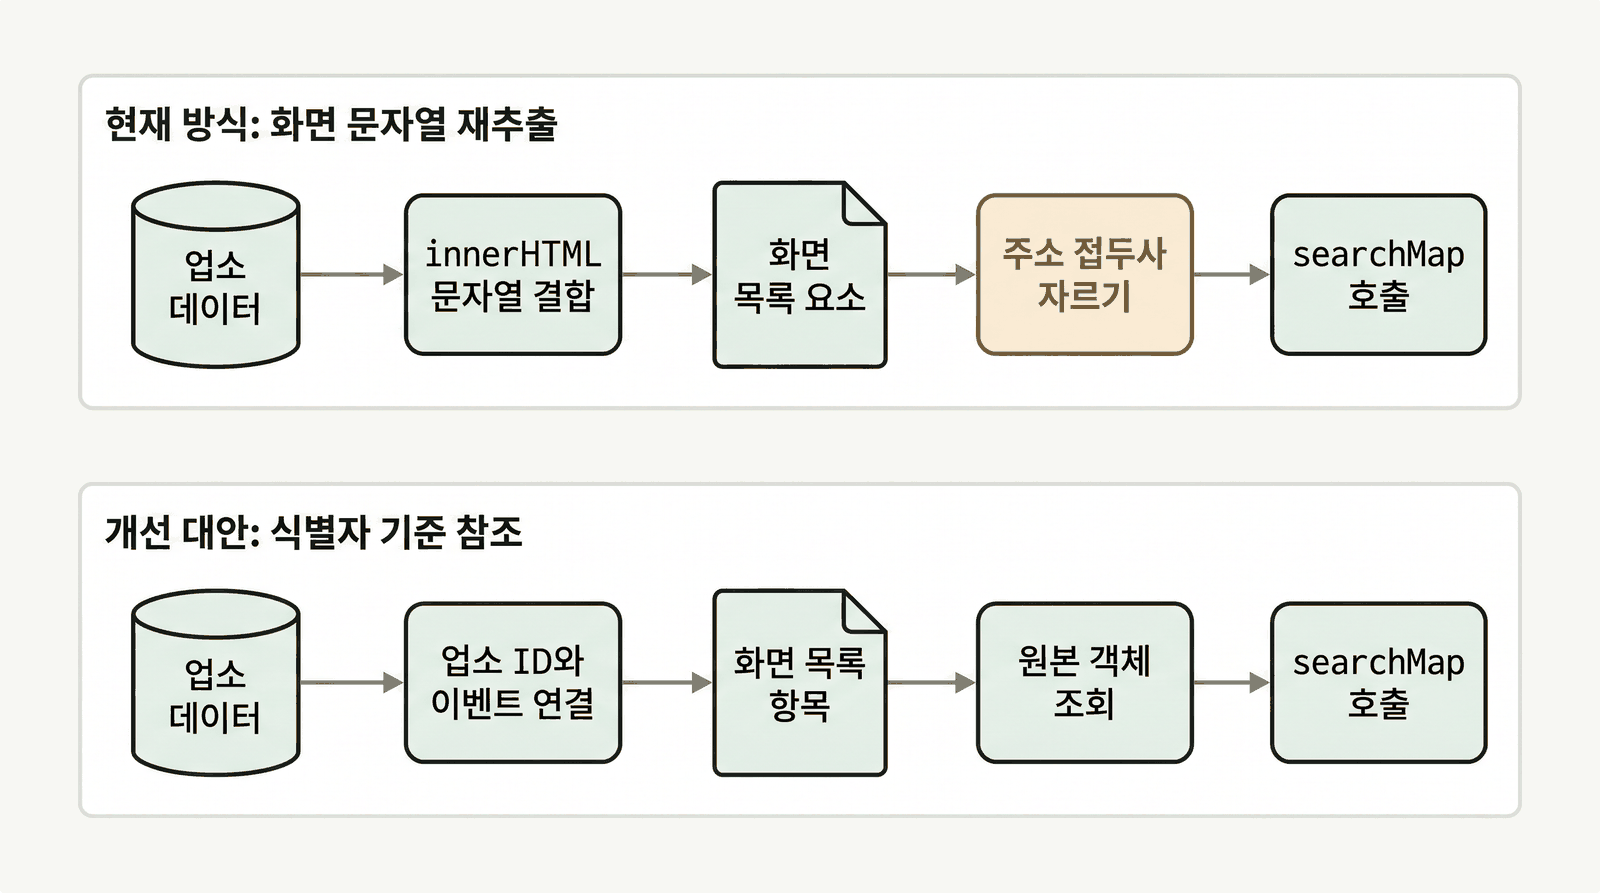 현재 방식: 화면 문자열 재추출
업소
데이터
innerHTML
문자열 결합
화면
목록 요소
주소 접두사
자르기
searchMap
호출
개선 대안: 식별자 기준 참조
업소
데이터
업소 ID와
이벤트 연결
화면 목록
항목
원본 객체
조회
searchMap
호출